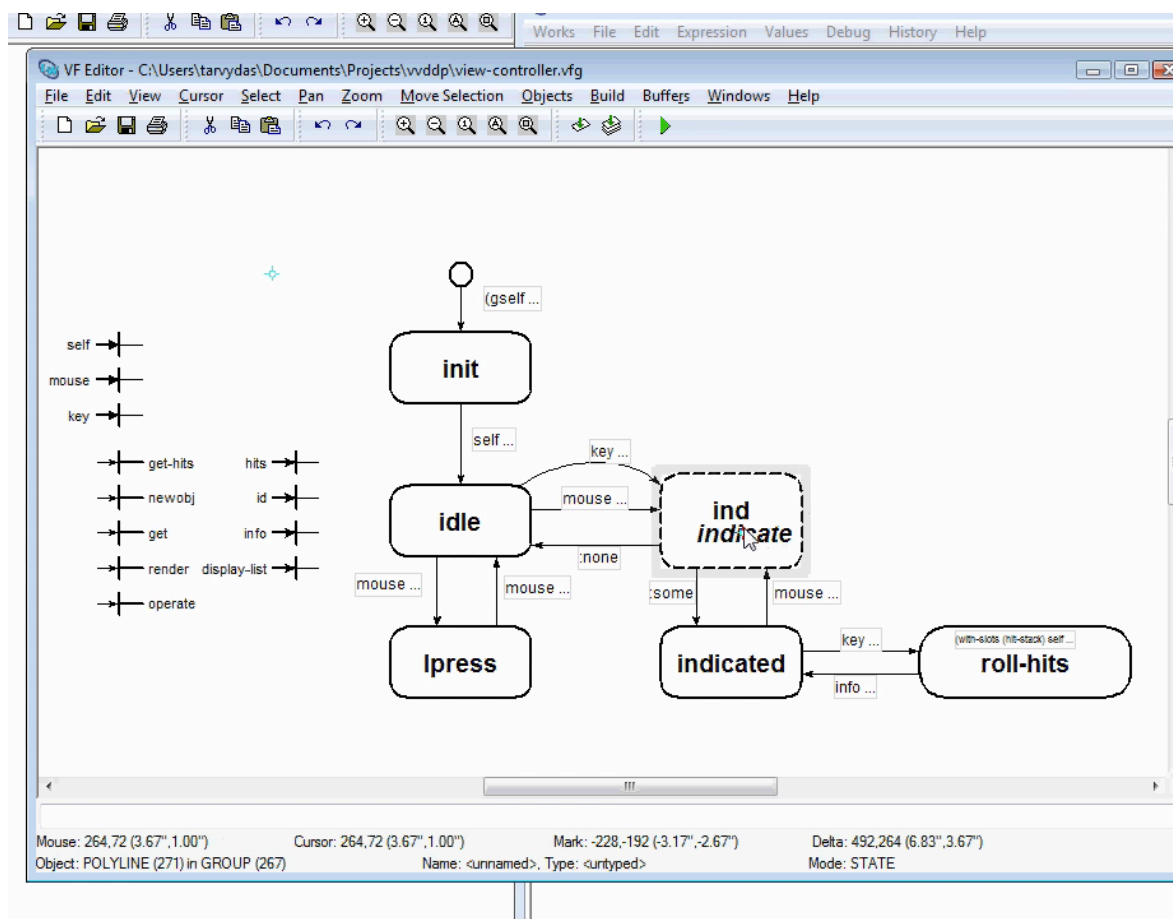 Works File Edit Expression Values Debug History Help
VF Editor - C:\Users\tarvydas\Documents\Projects\vvddp\view-controller.vfg
File Edit View Cursor Select Pan Zoom Move Selection Objects Build Buffers Windows Help
(gself ...
self
init
mouse
key
self ...
key ...
get-hits hits
mouse ...
newobj id
idle
ind
indicate
get info
:none
render display-list
mouse ...
mouse ...
:some
mouse ...
operate
key ...
(with-slots (hit-stack) self ...
lpress
indicated
roll-hits
info ...
Mouse: 264,72 (3.67",1.00") Cursor: 264,72 (3.67",1.00") Mark: -228,-192 (-3.17",-2.67") Delta: 492,264 (6.83",3.67")
Object: POLYLINE (271) in GROUP (267) Name: <unnamed>, Type: <untyped> Mode: STATE